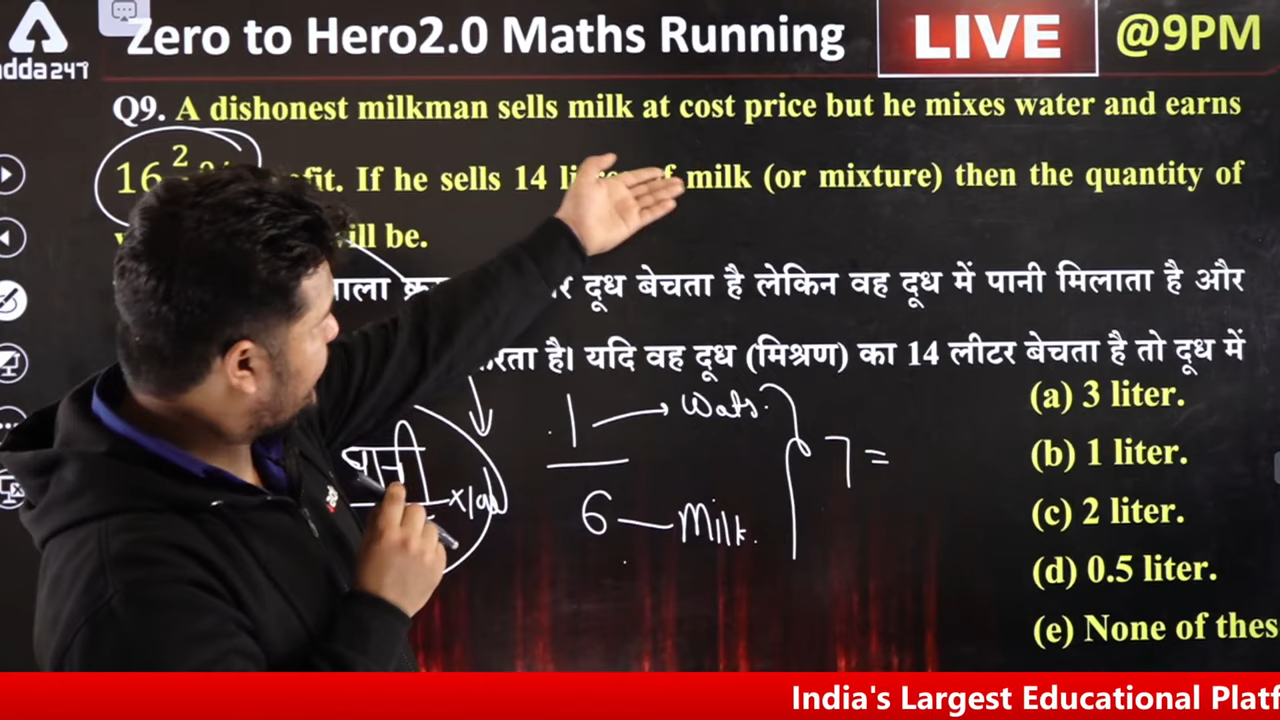 Zero to Hero2.0 Maths Running LIVE @9PM
adda247
Q9. A dishonest milkman sells milk at cost price but he mixes water and earns
16 2 fit. If he sells 14 milk (or mixture) then the quantity of
ill be.
दूध बेचता है लेकिन वह दूध में पानी मिलाता है और
है। यदि वह दूध (मिश्रण) का 14 लीटर बेचता है तो दूध में
(a) 3 liter.
1 Wate.
(b) 1 liter.
पानी
7 =
×100
(c) 2 liter.
6 Milk.
(d) 0.5 liter.
(e) None of thes
India's Largest Educational Platf